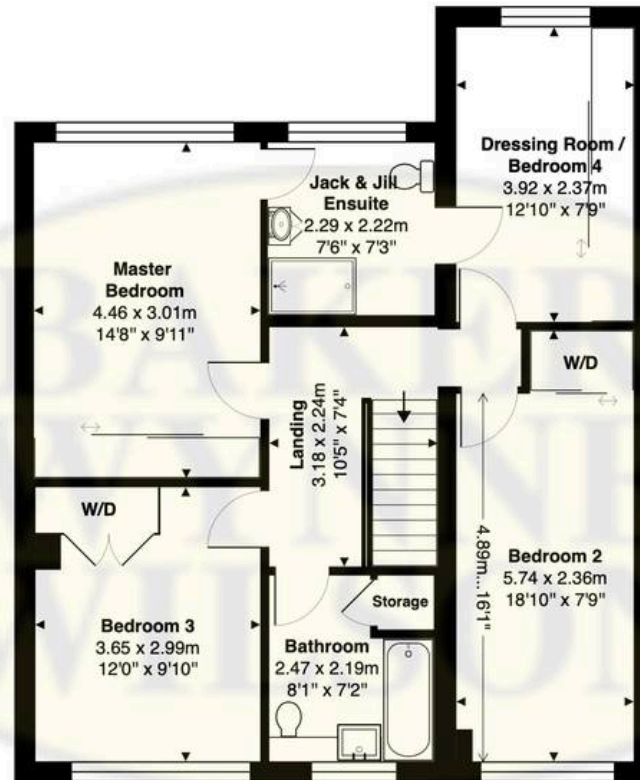 Dressing Room /
Bedroom 4
3.92 x 2.37m
12'10" x 7'9"
Jack & Jill
Ensuite
2.29 x 2.22m
7'6" x 7'3"
Master
Bedroom
4.46 x 3.01m
14'8" x 9'11"
W/D
Landing
3.18 x 2.24m
10'5" x 7'4"
W/D
4.89m...16'1"
Bedroom 2
5.74 x 2.36m
18'10" x 7'9"
Storage
Bedroom 3
3.65 x 2.99m
12'0" x 9'10"
Bathroom
2.47 x 2.19m
8'1" x 7'2"
BAKER
WYNNE
WILSON